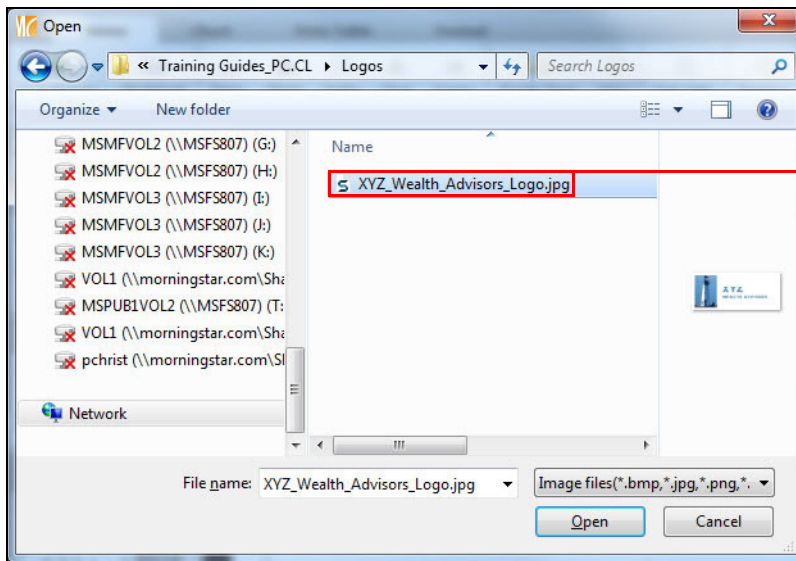 Open
« Training Guides_PC.CL ▸ Logos
Search Logos
Organize
New folder
MSMFVOL2 (\\MSFS807) (G:)
MSMFVOL2 (\\MSFS807) (H:)
MSMFVOL3 (\\MSFS807) (I:)
MSMFVOL3 (\\MSFS807) (J:)
MSMFVOL3 (\\MSFS807) (K:)
VOL1 (\\morningstar.com\Sha
MSPUB1VOL2 (\\MSFS807) (T:
VOL1 (\\morningstar.com\Sha
pchrist (\\morningstar.com\Sl
Network
Name
XYZ_Wealth_Advisors_Logo.jpg
XYZ
WEALTH ADVISORS
File name: XYZ_Wealth_Advisors_Logo.jpg
Image files(*.bmp,*.jpg,*.png,*.
Open
Cancel